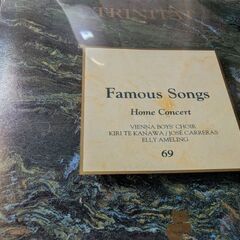 Famous Songs
Home Concert
VIENNA BOYS' CHOIR
KIRI TE KANAWA / JOSÉ CARRERAS
ELLY AMELING
69